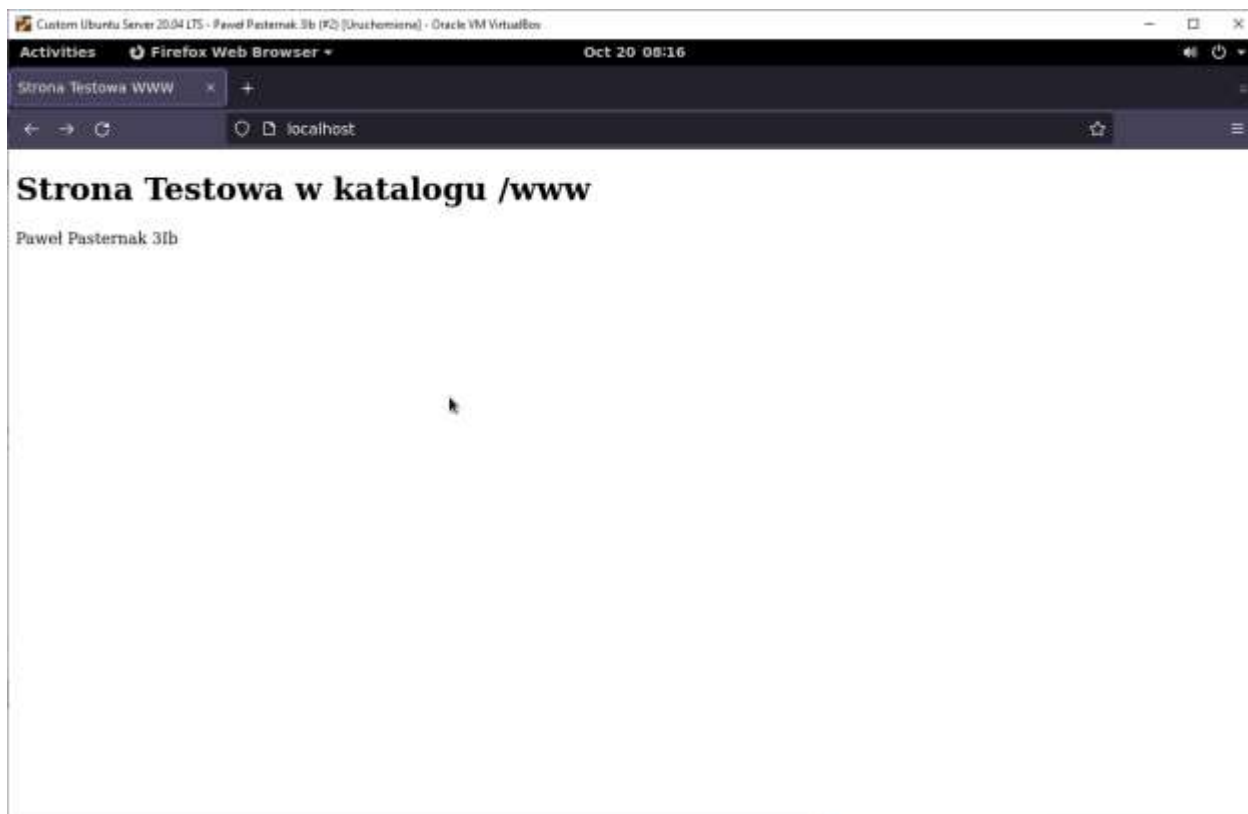 Custom Ubuntu Server 20.04 LTS - Paweł Pasternak 3Ib (#2) [Uruchomiona] - Oracle VM VirtualBox
Activities Firefox Web Browser Oct 20 08:16
Strona Testowa WWW
localhost
Strona Testowa w katalogu /www
Paweł Pasternak 3Ib